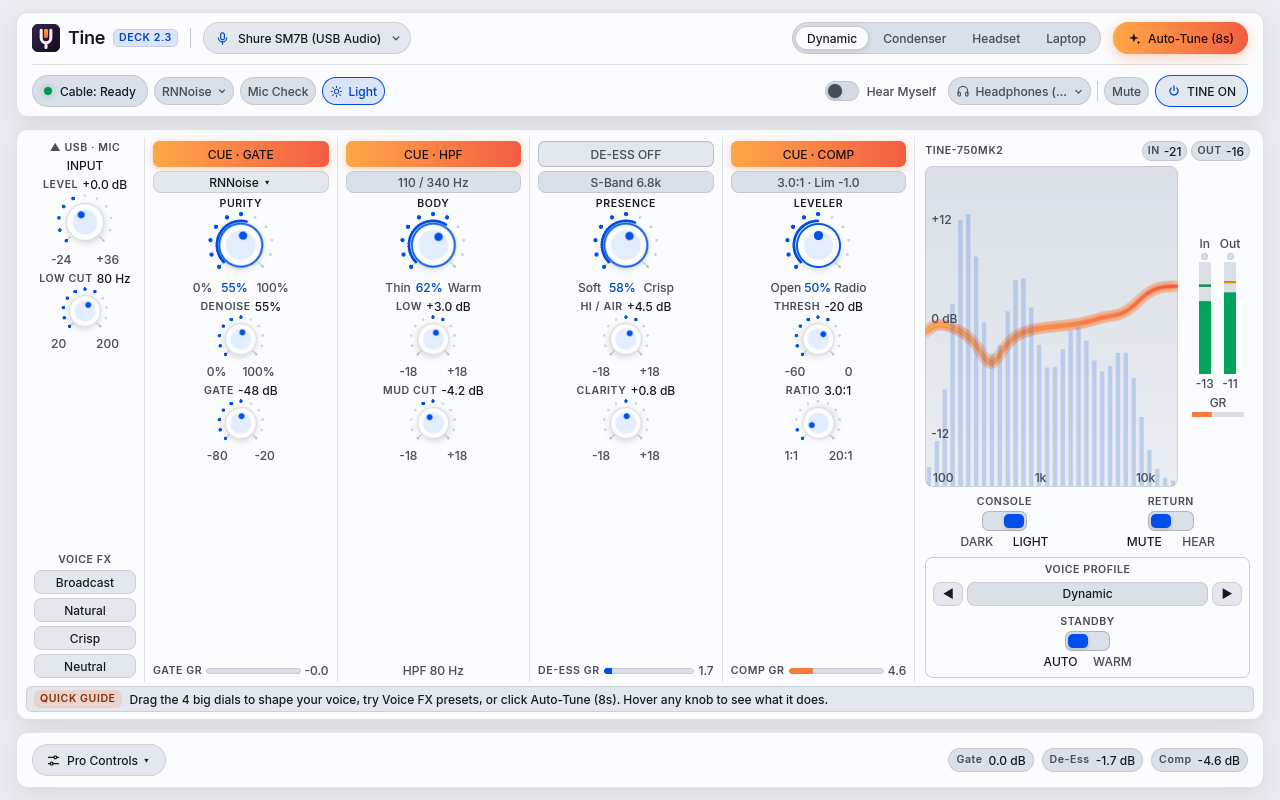 Tine DECK 2.3 Shure SM7B (USB Audio) Dynamic Condenser Headset Laptop Auto-Tune (8s)
Cable: Ready RNNoise Mic Check Light Hear Myself Headphones (... Mute TINE ON
▲ USB · MIC
INPUT
LEVEL +0.0 dB
-24 +36
LOW CUT 80 Hz
20 200
VOICE FX
Broadcast
Natural
Crisp
Neutral
CUE · GATE
RNNoise ▾
PURITY
0% 55% 100%
DENOISE 55%
0% 100%
GATE -48 dB
-80 -20
GATE GR -0.0
CUE · HPF
110 / 340 Hz
BODY
Thin 62% Warm
LOW +3.0 dB
-18 +18
MUD CUT -4.2 dB
-18 +18
HPF 80 Hz
DE-ESS OFF
S-Band 6.8k
PRESENCE
Soft 58% Crisp
HI / AIR +4.5 dB
-18 +18
CLARITY +0.8 dB
-18 +18
DE-ESS GR 1.7
CUE · COMP
3.0:1 · Lim -1.0
LEVELER
Open 50% Radio
THRESH -20 dB
-60 0
RATIO 3.0:1
1:1 20:1
COMP GR 4.6
TINE-750MK2 IN -21 OUT -16
+12
0 dB
-12
100 1k 10k
In Out
-13 -11
GR
CONSOLE RETURN
DARK LIGHT MUTE HEAR
VOICE PROFILE
◀ Dynamic ▶
STANDBY
AUTO WARM
QUICK GUIDE Drag the 4 big dials to shape your voice, try Voice FX presets, or click Auto-Tune (8s). Hover any knob to see what it does.
Pro Controls ▾ Gate 0.0 dB De-Ess -1.7 dB Comp -4.6 dB